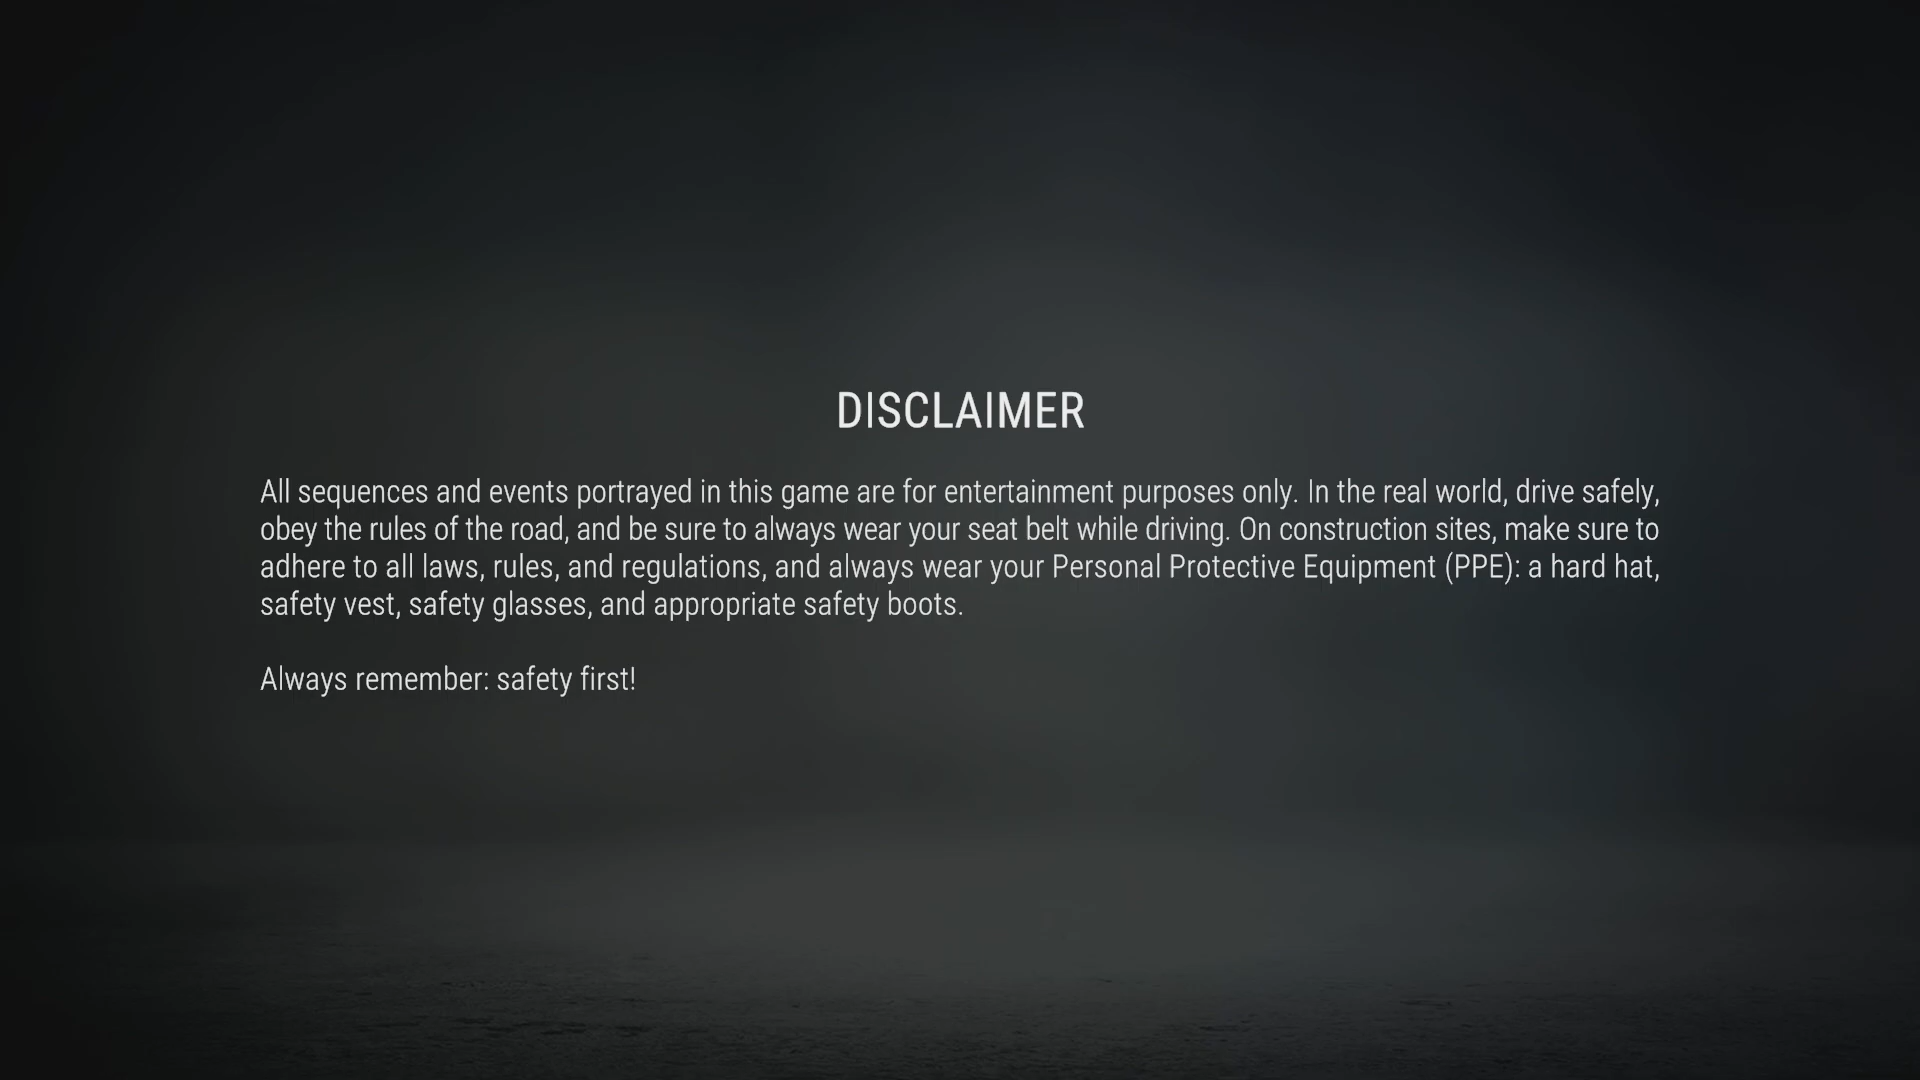 DISCLAIMER
All sequences and events portrayed in this game are for entertainment purposes only. In the real world, drive safely,
obey the rules of the road, and be sure to always wear your seat belt while driving. On construction sites, make sure to
adhere to all laws, rules, and regulations, and always wear your Personal Protective Equipment (PPE): a hard hat,
safety vest, safety glasses, and appropriate safety boots.
Always remember: safety first!